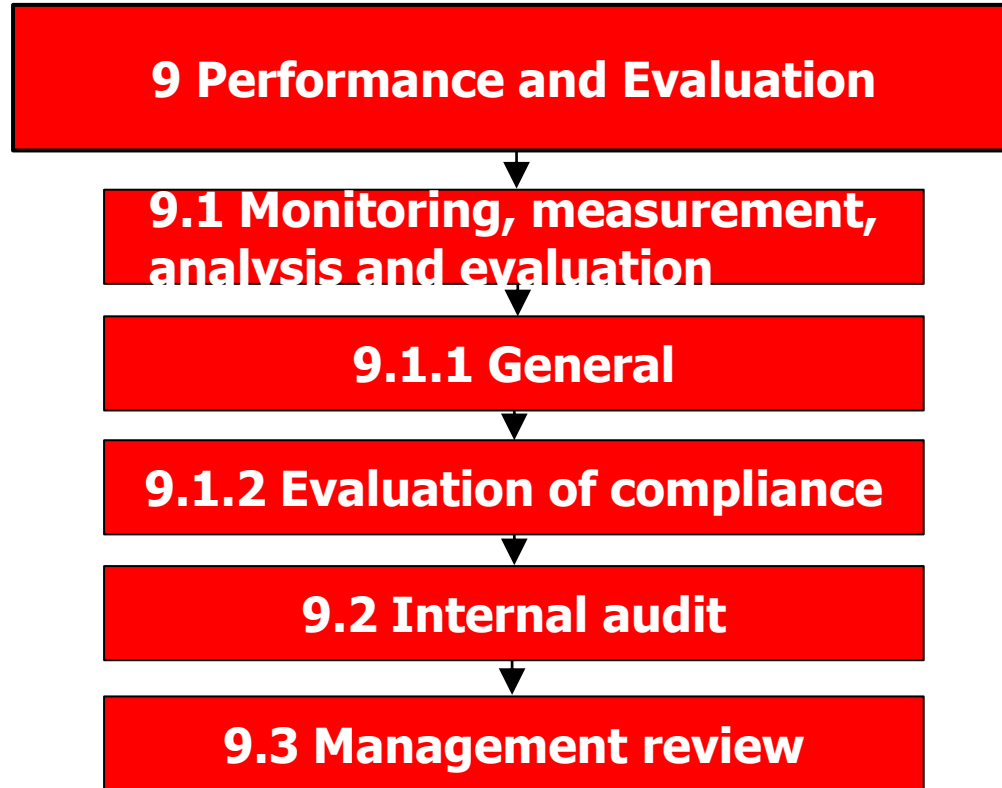 9 Performance and Evaluation
9.1 Monitoring, measurement,
analysis and evaluation
9.1.1 General
9.1.2 Evaluation of compliance
9.2 Internal audit
9.3 Management review